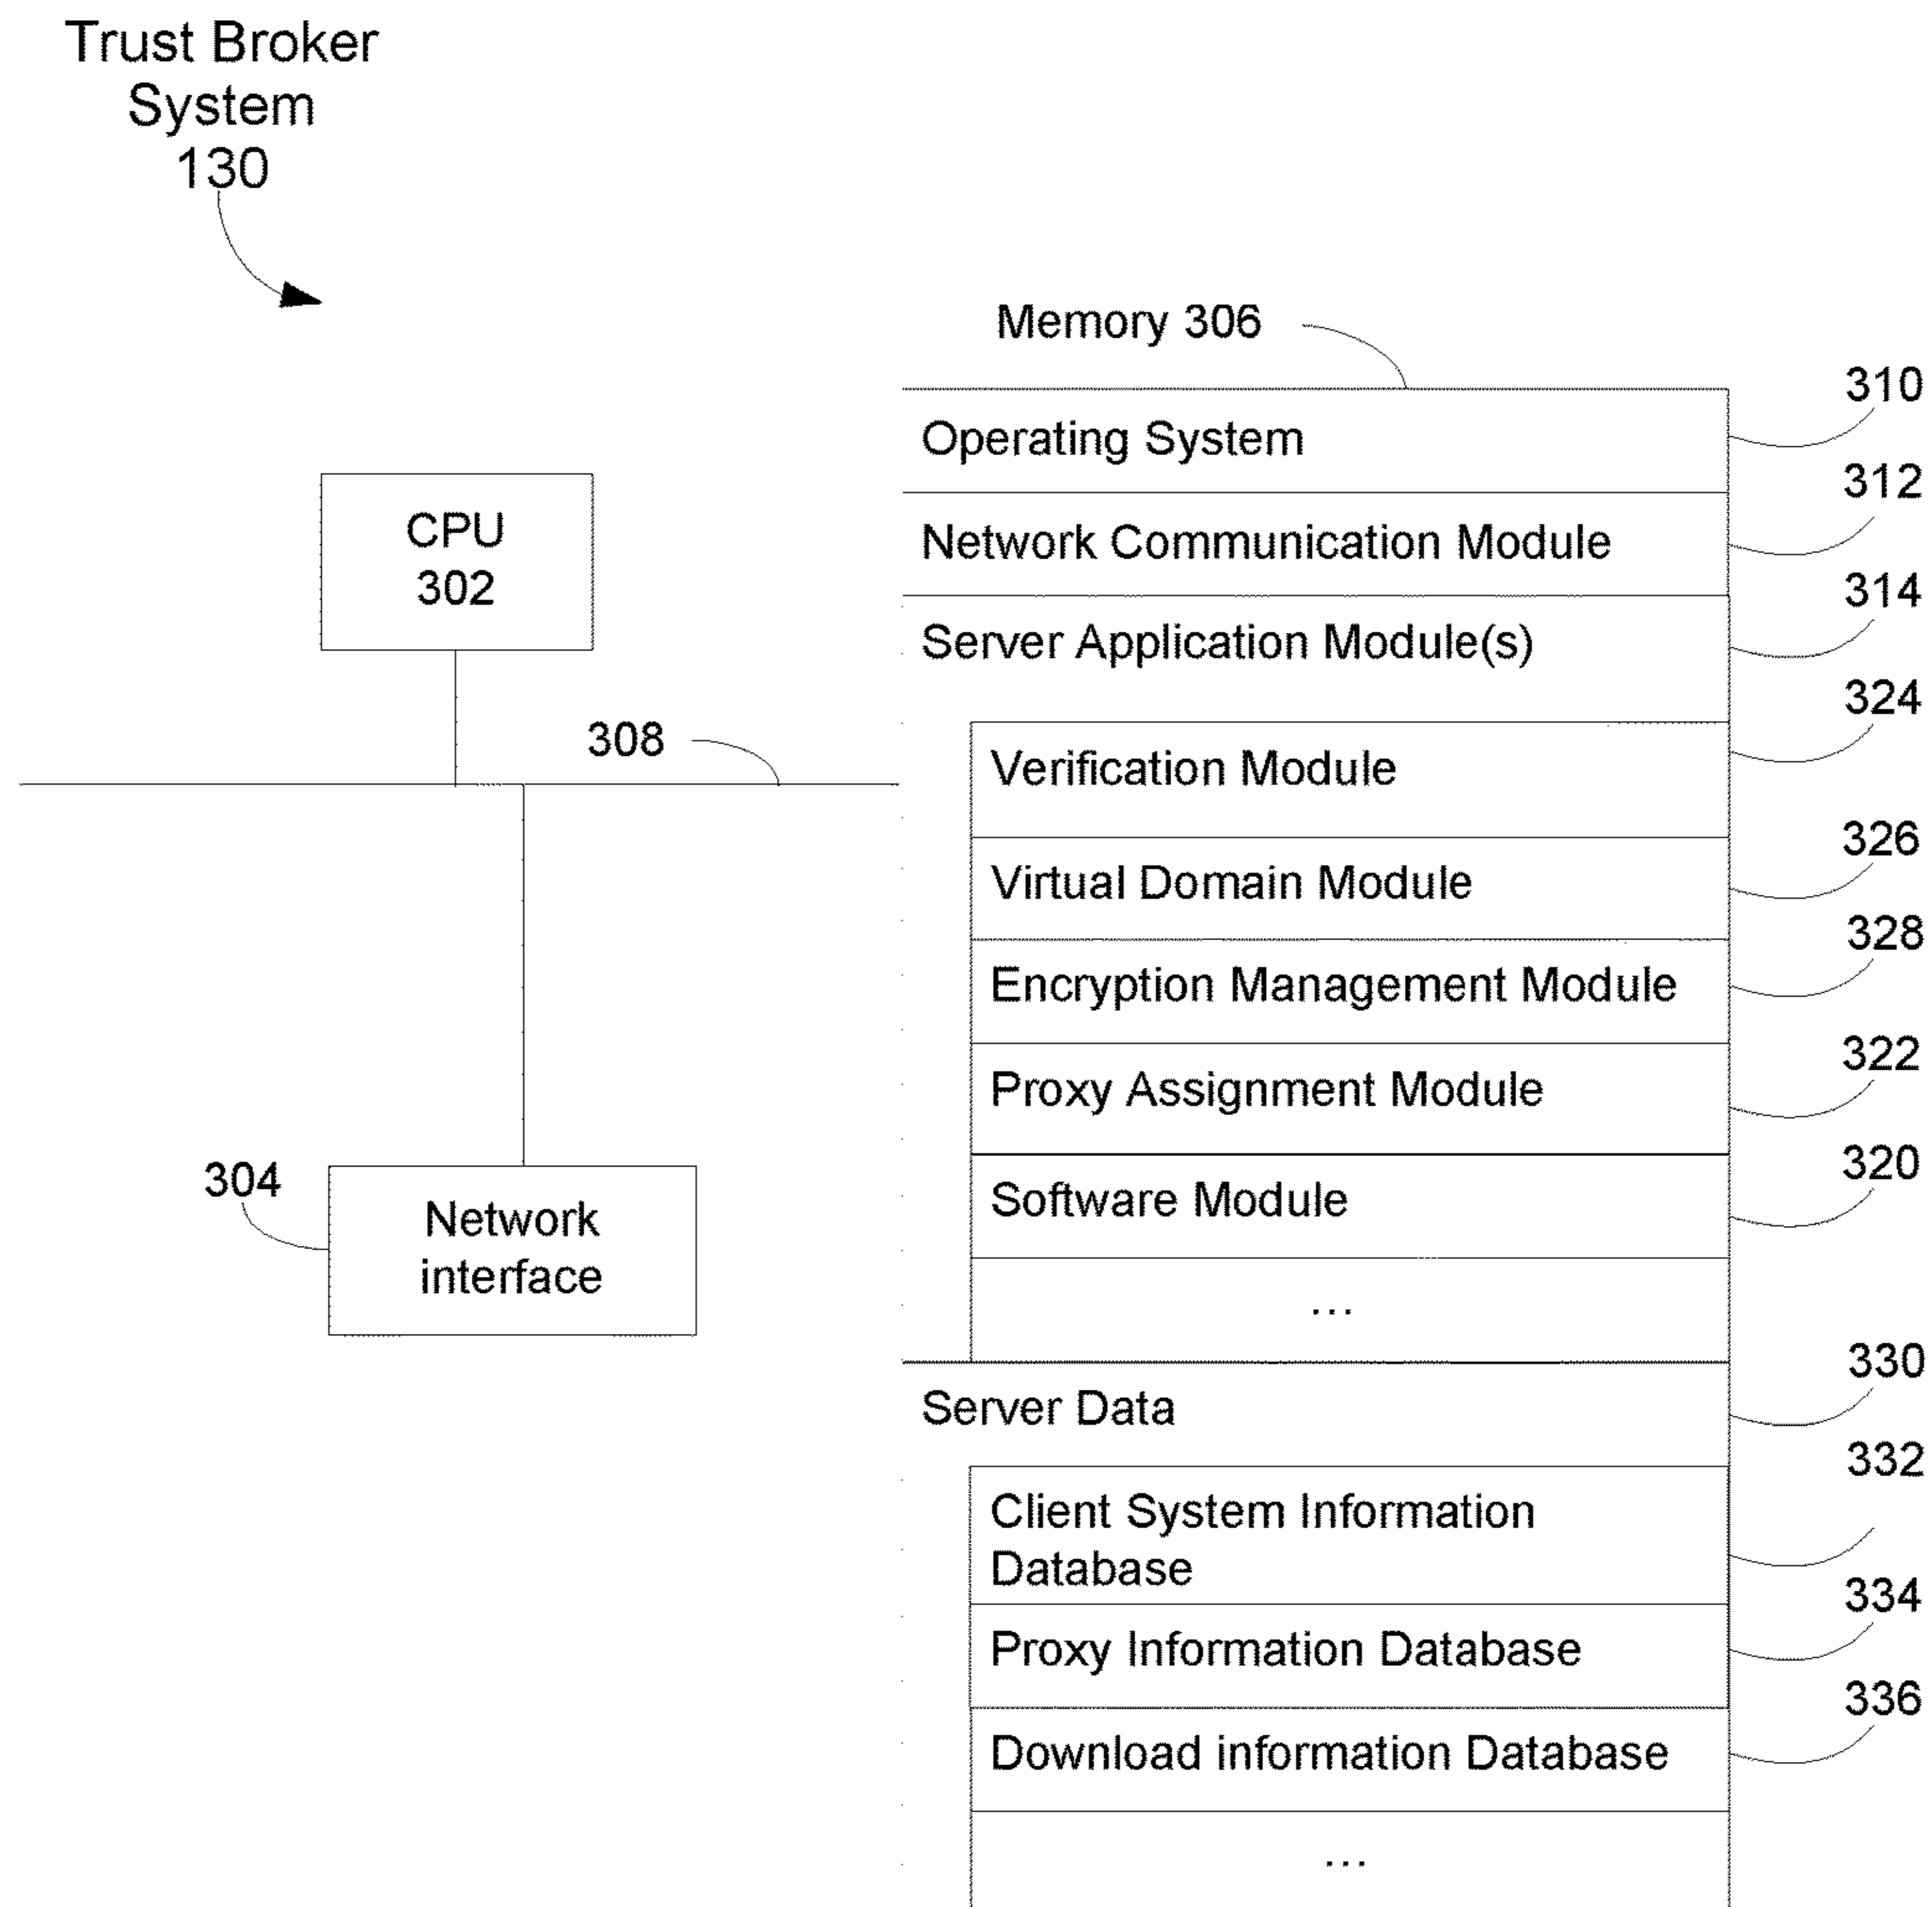 Trust Broker
System
130
Memory 306
310
Operating System
312
Network Communication Module
314
Server Application Module(s)
324
Verification Module
326
Virtual Domain Module
328
Encryption Management Module
322
Proxy Assignment Module
320
Software Module
...
330
Server Data
332
Client System Information
Database
334
Proxy Information Database
336
Download information Database
...
CPU
302
308
304
Network
interface